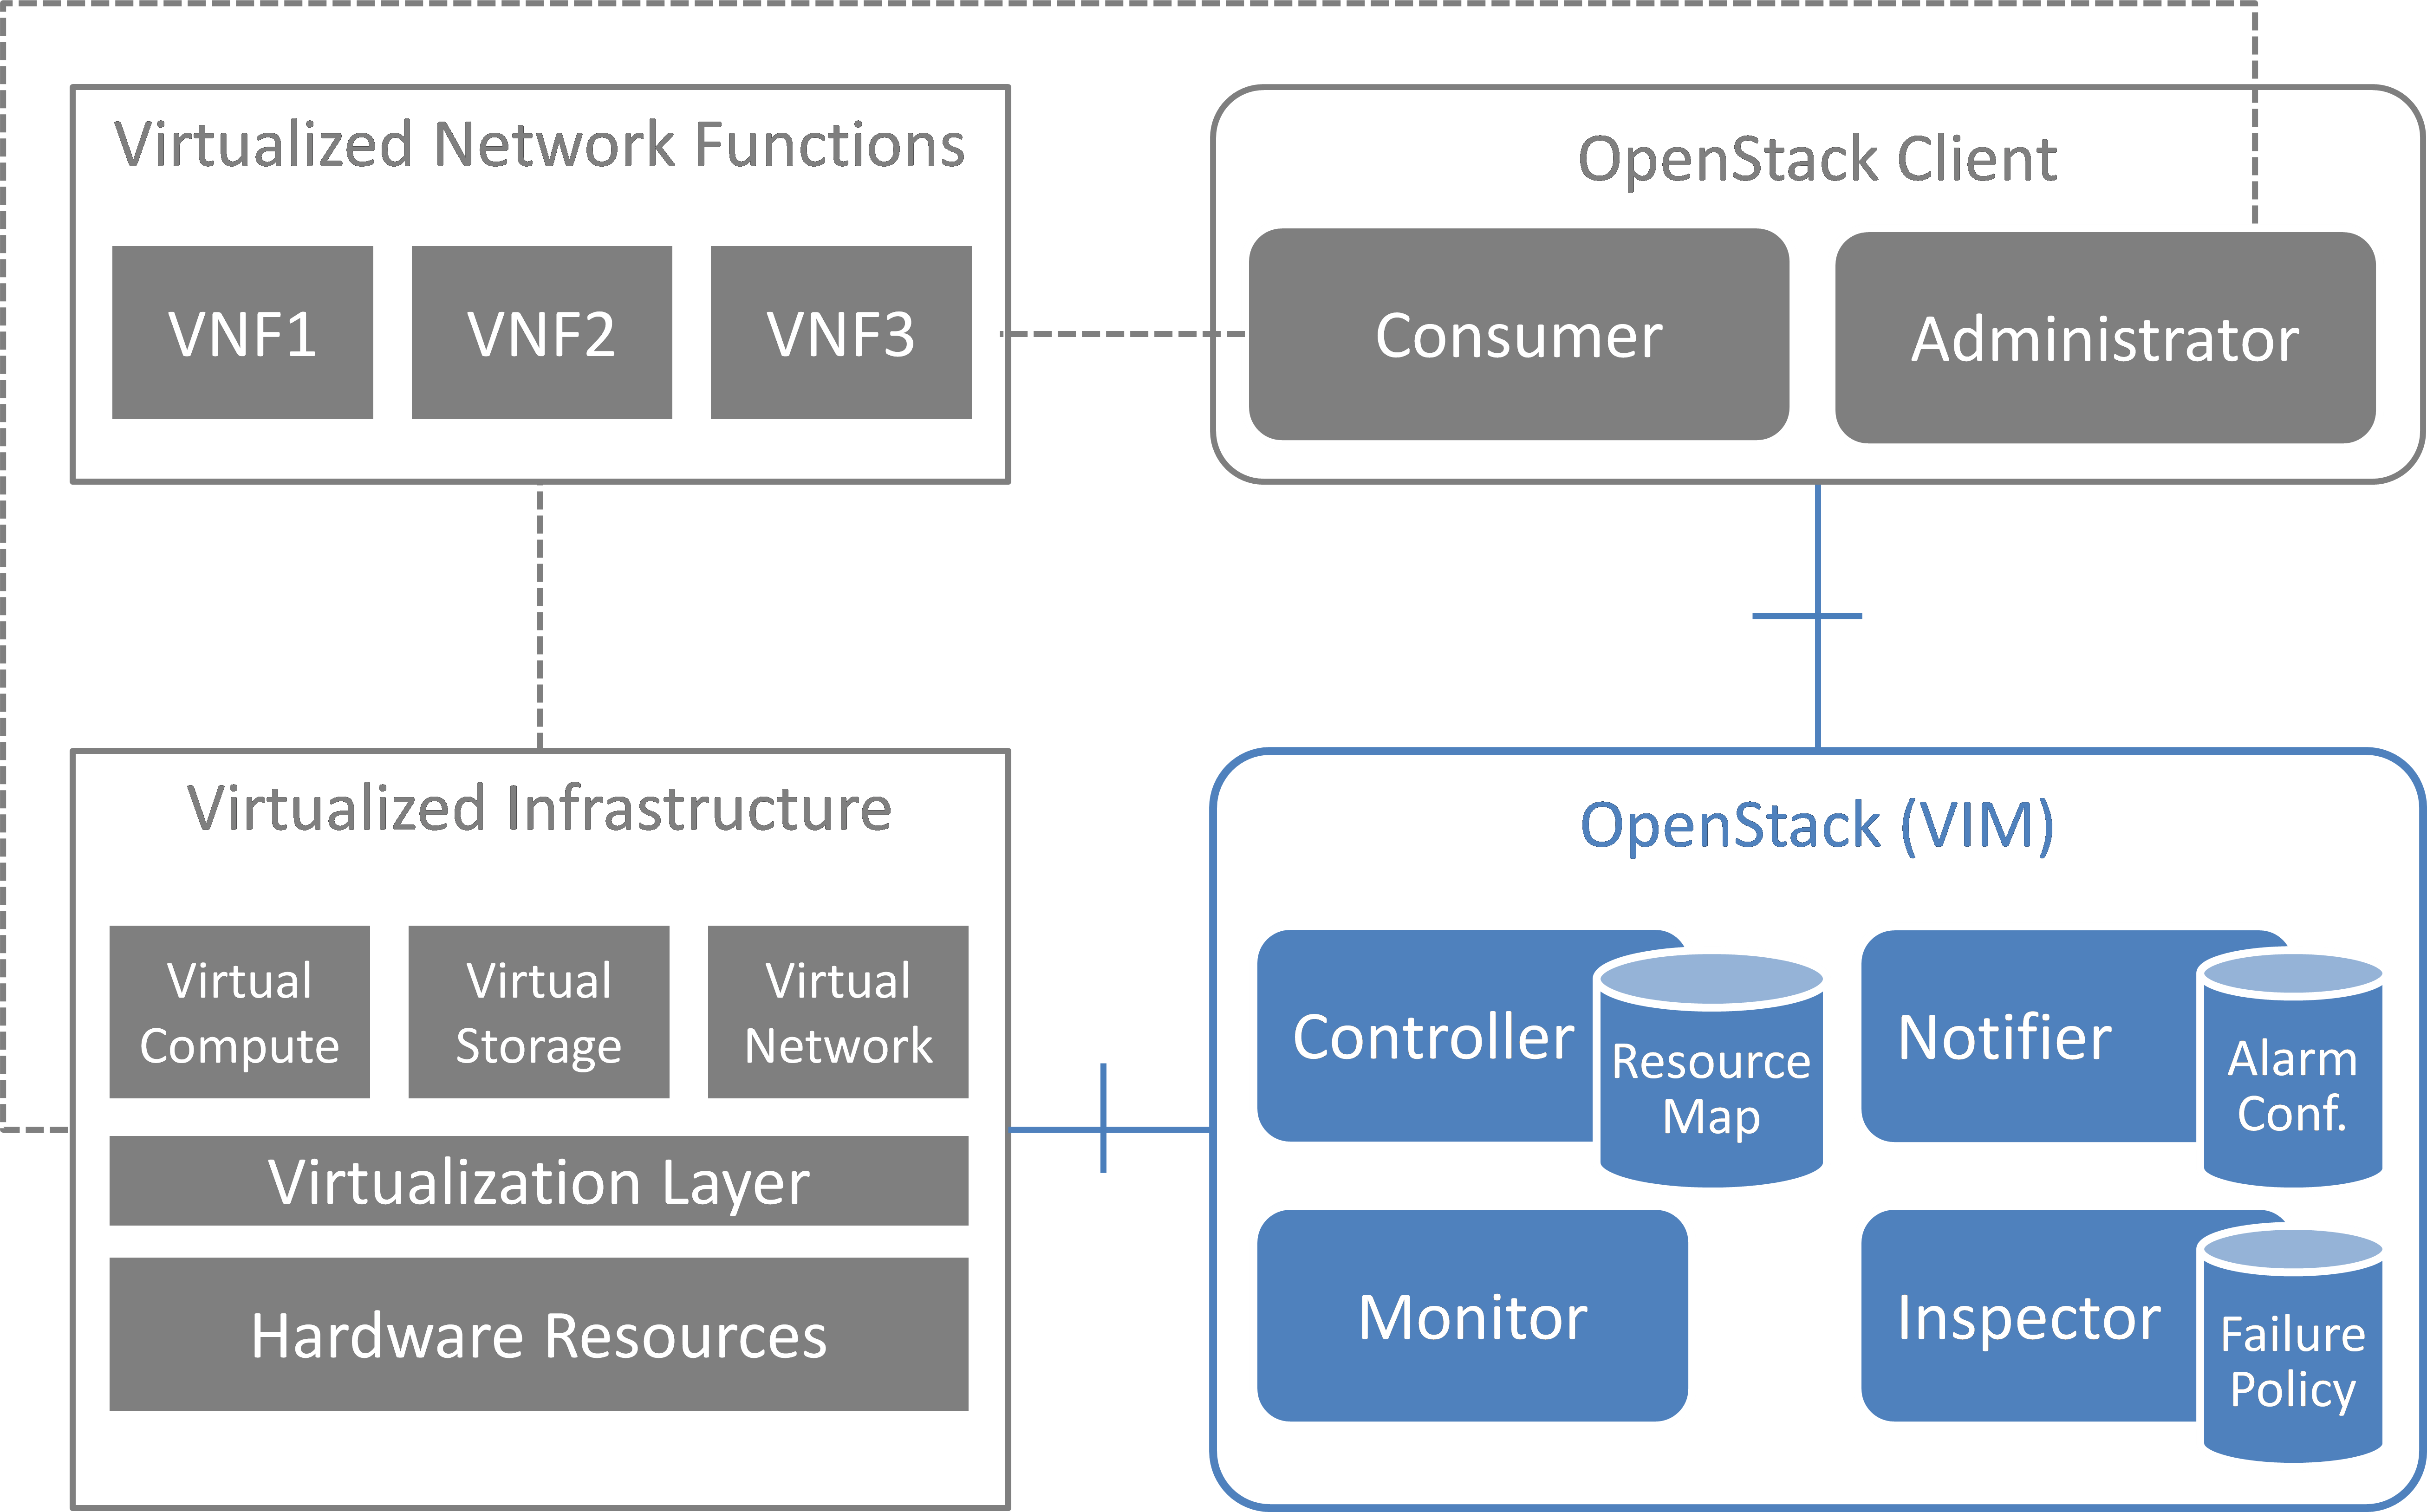 Virtualized Network Functions
VNF1
VNF2
VNF3
OpenStack Client
Consumer
Administrator
Virtualized Infrastructure
Virtual
Compute
Virtual
Storage
Virtual
Network
Virtualization Layer
Hardware Resources
OpenStack (VIM)
Controller
Resource
Map
Notifier
Alarm
Conf.
Monitor
Inspector
Failure
Policy